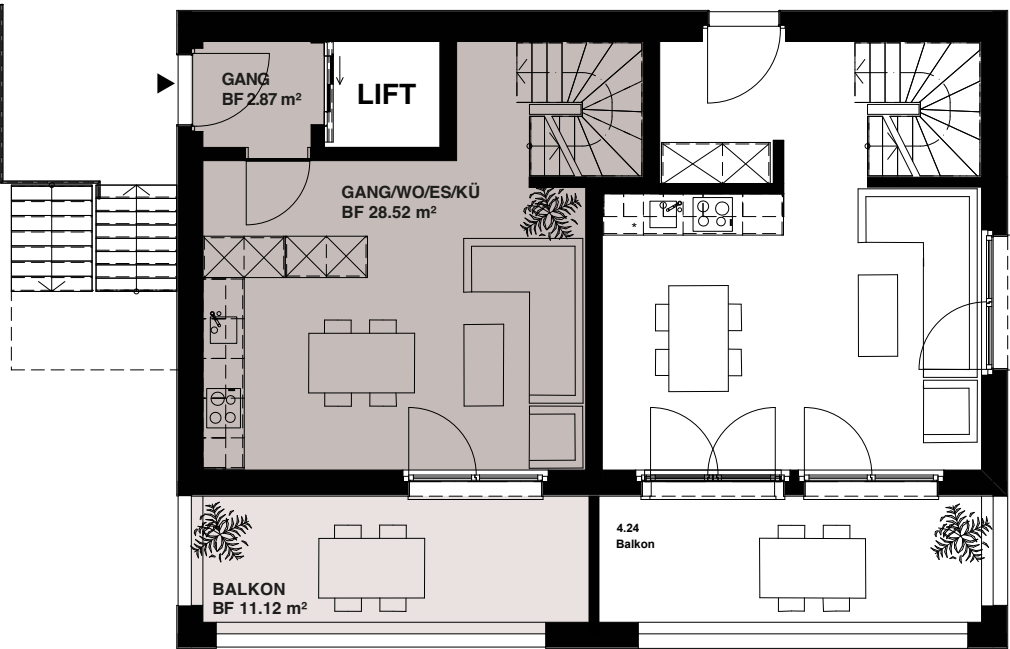 GANG
BF 2.87 m²
LIFT
GANG/WO/ES/KÜ
BF 28.52 m²
*
4.24
Balkon
BALKON
BF 11.12 m²